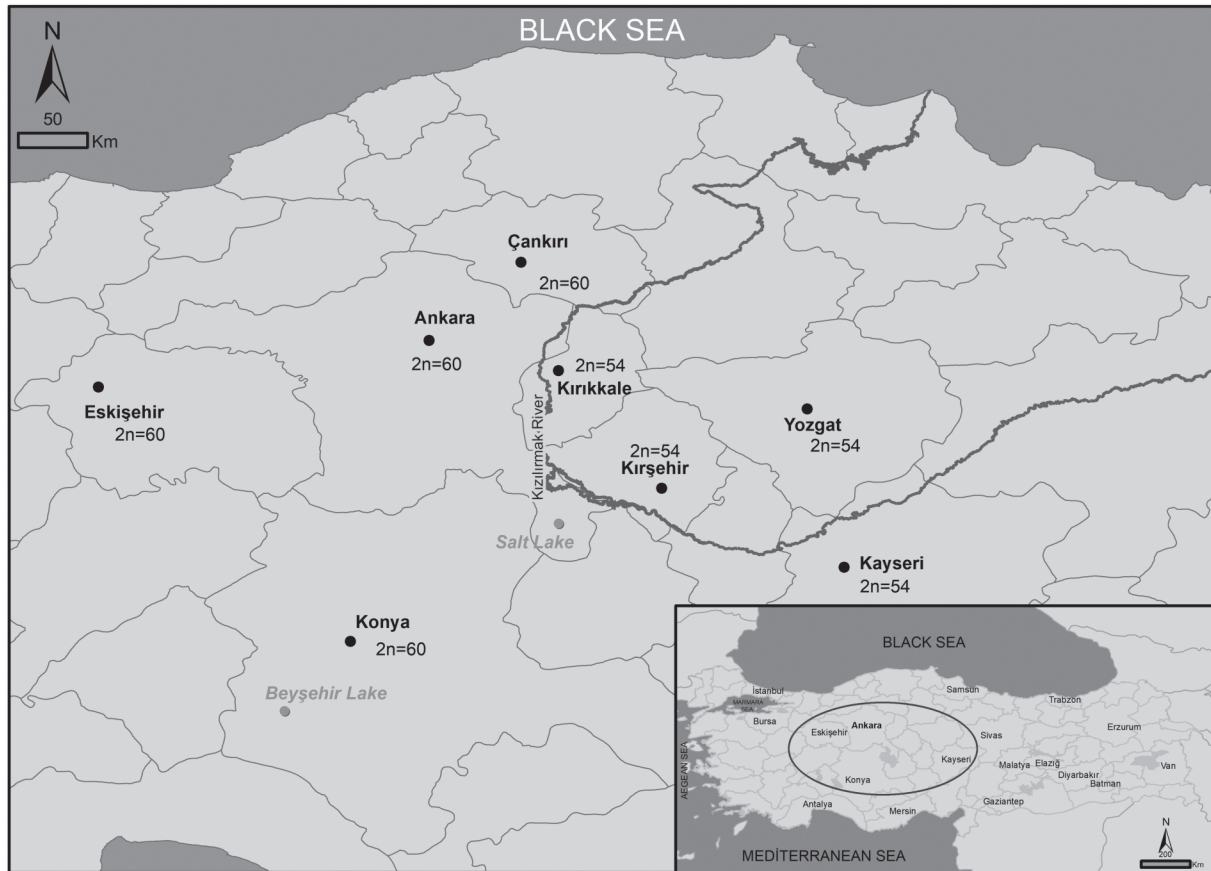 BLACK SEA
N
50
Km
Çankırı
2n=60
Ankara
2n=60
2n=54
Kırıkkale
Eskişehir
2n=60
Kızılırmak River
Yozgat
2n=54
2n=54
Kırşehir
Salt Lake
Kayseri
2n=54
Konya
2n=60
Beyşehir Lake
BLACK SEA
İstanbul
Samsun
MARMARA
SEA
Trabzon
Bursa
Ankara
Eskişehir
Erzurum
Sivas
AEGEAN SEA
Kayseri
Malatya
Elazığ
Van
Diyarbakır
Konya
Batman
Antalya
Mersin
Gaziantep
N
MEDİTERRANEAN SEA
200
Km